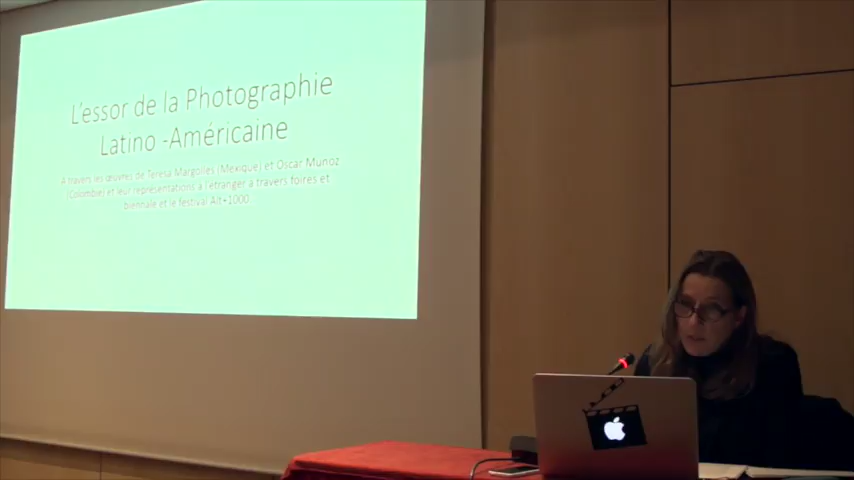 L'essor de la Photographie
Latino -Américaine
A travers les œuvres de Teresa Margolles (Mexique) et Oscar Munoz
(Colombie) et leur représentations à l'étranger à travers foires et
biennale et le festival Alt+1000.